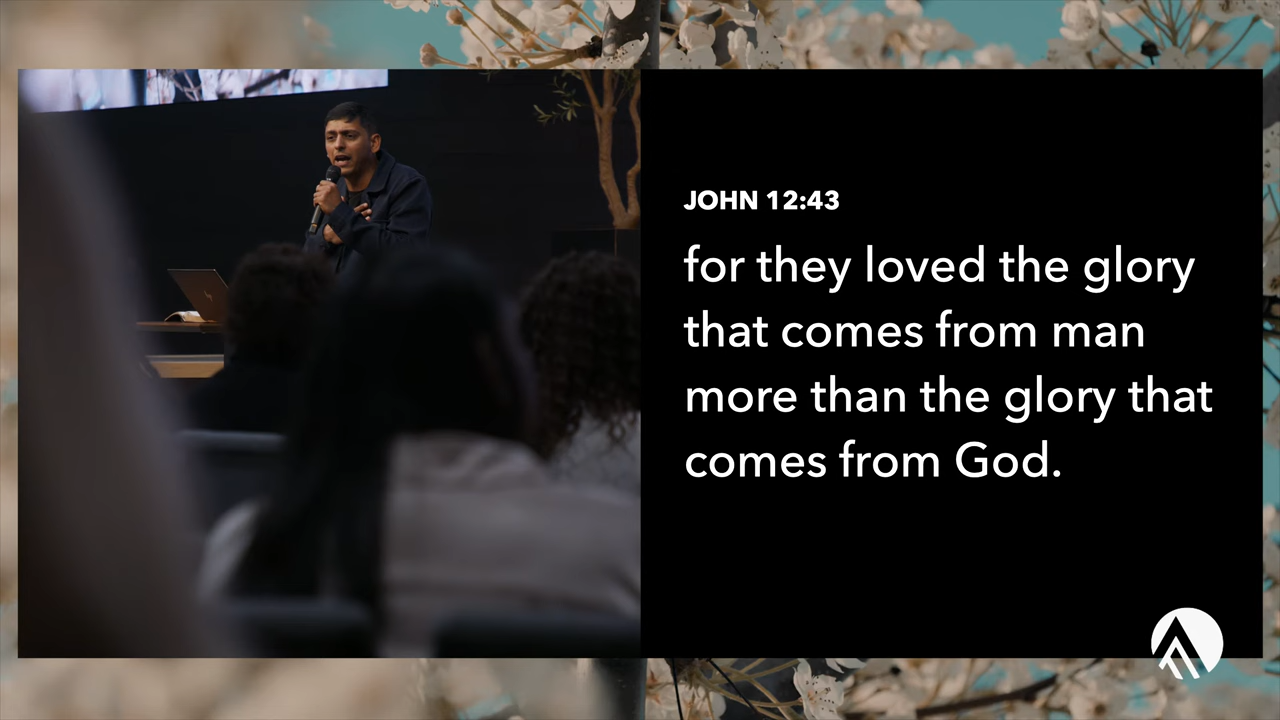 JOHN 12:43
for they loved the glory
that comes from man
more than the glory that
comes from God.